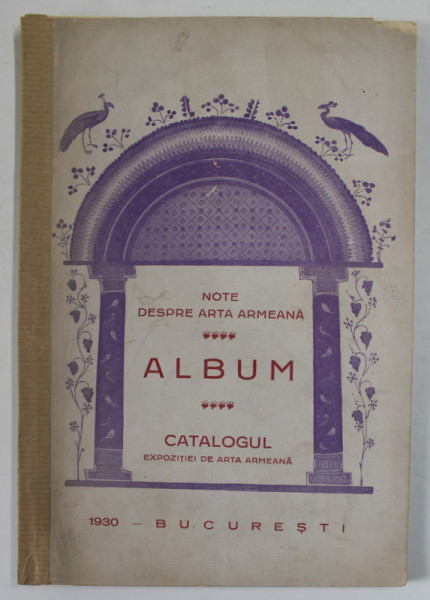 NOTE
DESPRE ARTA ARMEANĂ
ALBUM
CATALOGUL
EXPOZIȚIEI DE ARTA ARMEANĂ
1930 — BUCUREȘTI